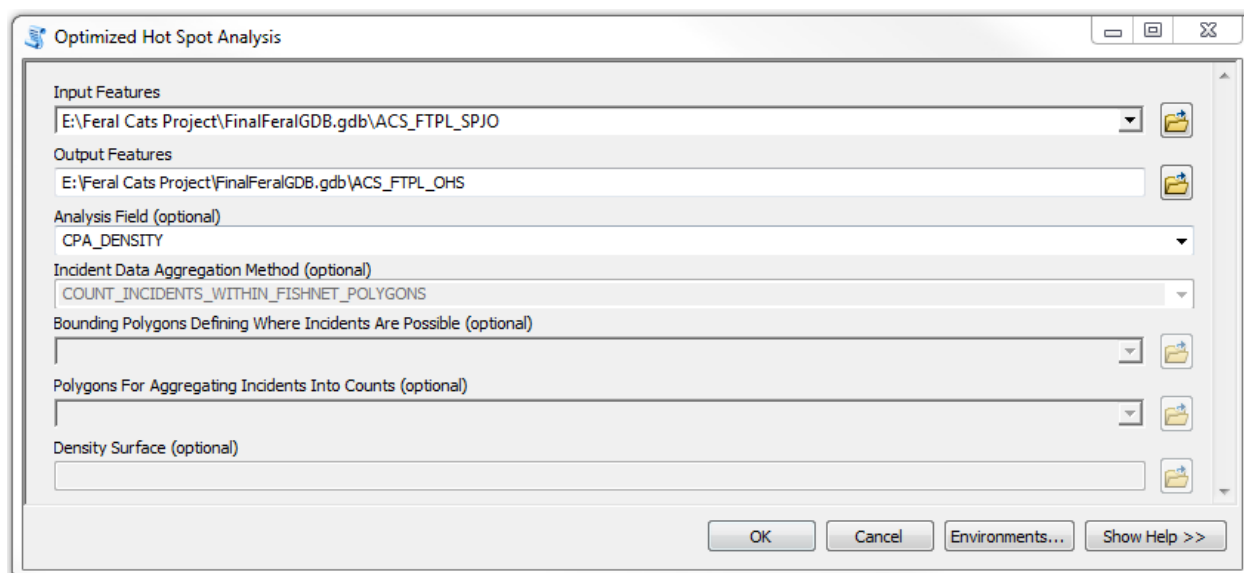 Optimized Hot Spot Analysis
Input Features
E:\Feral Cats Project\FinalFeralGDB.gdb\ACS_FTPL_SPJO
Output Features
E:\Feral Cats Project\FinalFeralGDB.gdb\ACS_FTPL_OHS
Analysis Field (optional)
CPA_DENSITY
Incident Data Aggregation Method (optional)
COUNT_INCIDENTS_WITHIN_FISHNET_POLYGONS
Bounding Polygons Defining Where Incidents Are Possible (optional)
Polygons For Aggregating Incidents Into Counts (optional)
Density Surface (optional)
OK Cancel Environments... Show Help >>